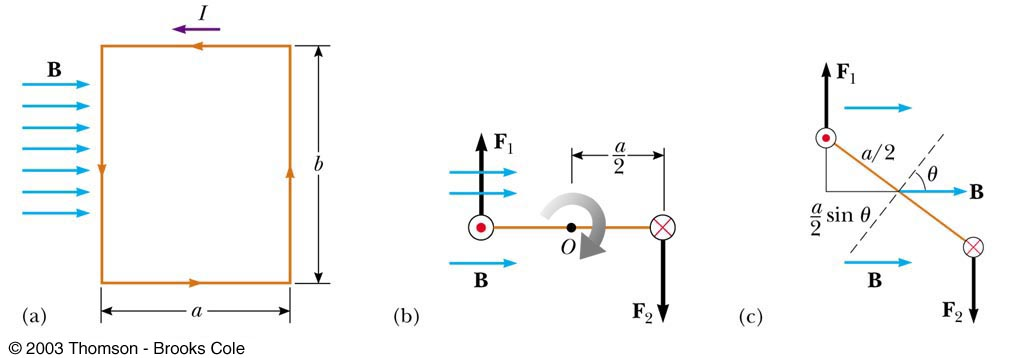 I
B
b
a
(a)
F₁
a/2
O
B
F₂
(b)
F₁
a/2
θ
B
a/2 sin θ
B
F₂
(c)
© 2003 Thomson - Brooks Cole